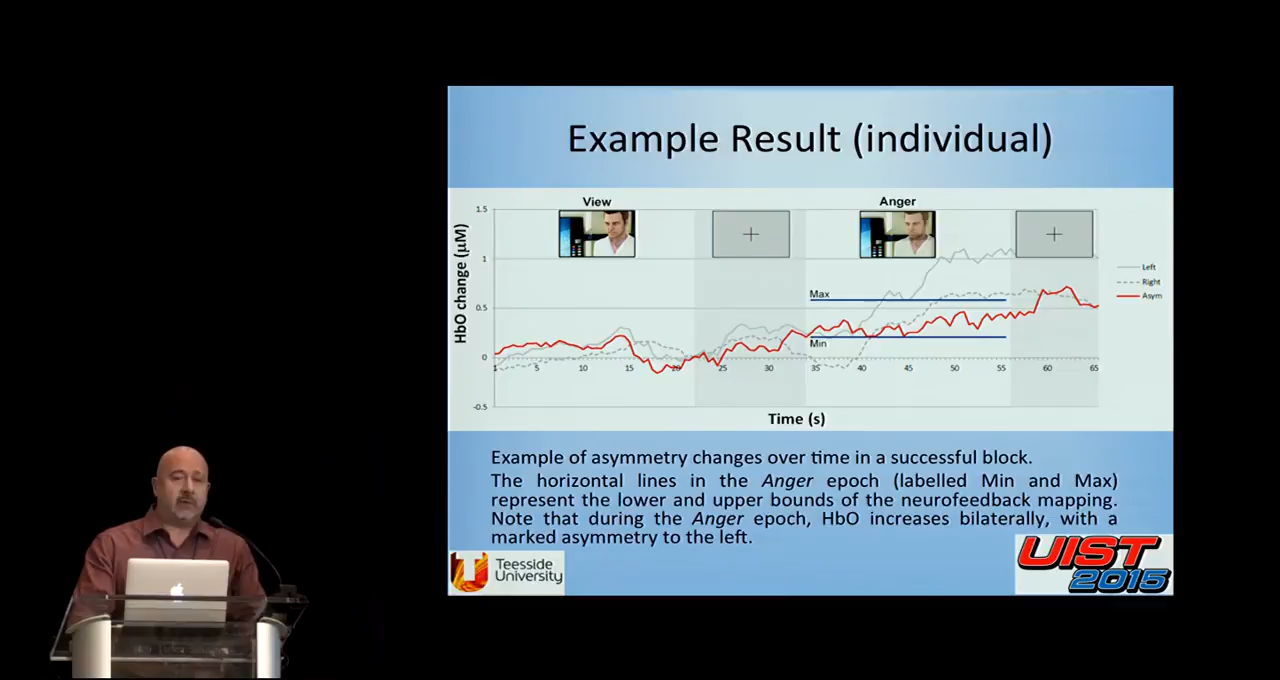 Example Result (individual)
View
Anger
HbO change (μM)
1.5
1
0.5
0
-0.5
Max
Min
1 5 10 15 20 25 30 35 40 45 50 55 60 65
Time (s)
Left
Right
Asym
Example of asymmetry changes over time in a successful block.
The horizontal lines in the Anger epoch (labelled Min and Max)
represent the lower and upper bounds of the neurofeedback mapping.
Note that during the Anger epoch, HbO increases bilaterally, with a
marked asymmetry to the left.
Teesside
University
UIST
2015